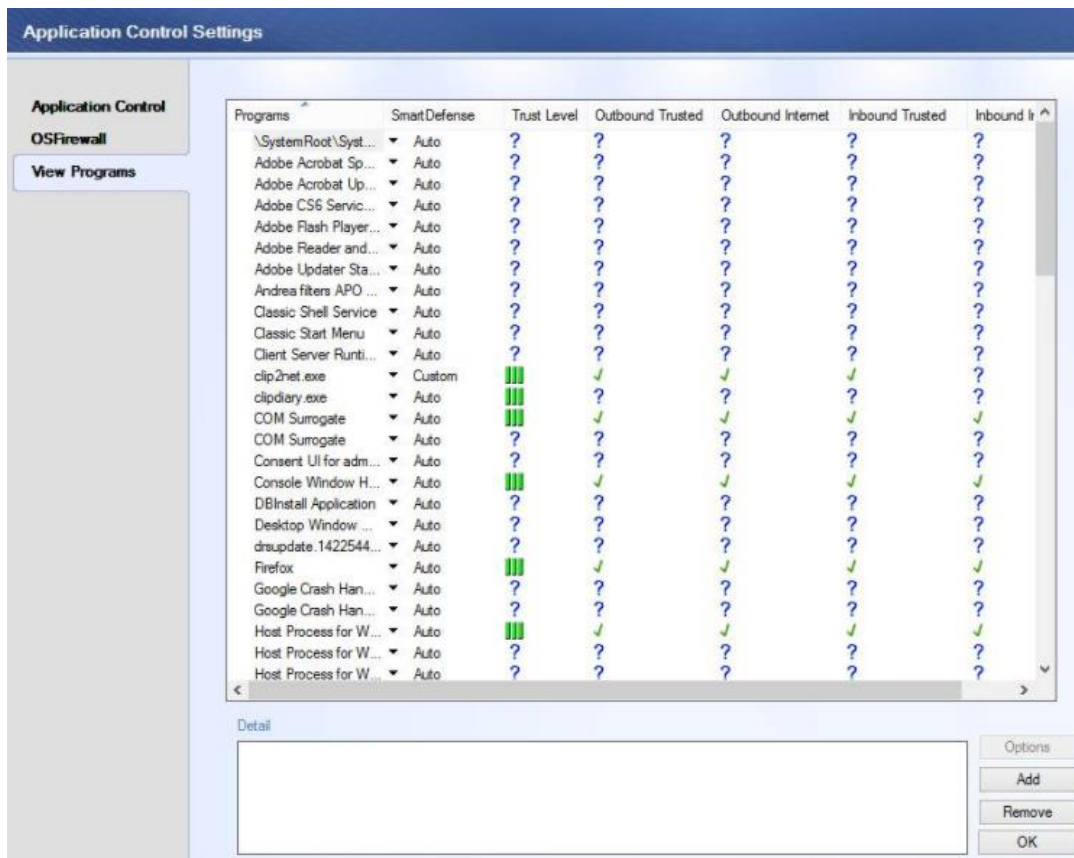 Application Control Settings
Application Control
OSFirewall
View Programs
Programs SmartDefense Trust Level Outbound Trusted Outbound Internet Inbound Trusted Inbound Ir
\SystemRoot\Syst... Auto ? ? ? ? ?
Adobe Acrobat Sp... Auto ? ? ? ? ?
Adobe Acrobat Up... Auto ? ? ? ? ?
Adobe CS6 Servic... Auto ? ? ? ? ?
Adobe Flash Player... Auto ? ? ? ? ?
Adobe Reader and... Auto ? ? ? ? ?
Adobe Updater Sta... Auto ? ? ? ? ?
Andrea filters APO ... Auto ? ? ? ? ?
Classic Shell Service Auto ? ? ? ? ?
Classic Start Menu Auto ? ? ? ? ?
Client Server Runti... Auto ? ? ? ? ?
clip2net.exe Custom ✓ ✓ ✓ ?
clipdiary.exe Auto ? ? ? ?
COM Surrogate Auto ✓ ✓ ✓ ✓
COM Surrogate Auto ? ? ? ? ?
Consent UI for adm... Auto ? ? ? ? ?
Console Window H... Auto ✓ ✓ ✓ ✓
DBInstall Application Auto ? ? ? ? ?
Desktop Window ... Auto ? ? ? ? ?
drsupdate.1422544... Auto ? ? ? ? ?
Firefox Auto ✓ ✓ ✓ ✓
Google Crash Han... Auto ? ? ? ? ?
Google Crash Han... Auto ? ? ? ? ?
Host Process for W... Auto ✓ ✓ ✓ ✓
Host Process for W... Auto ? ? ? ? ?
Host Process for W... Auto ? ? ? ? ?
Detail
Options
Add
Remove
OK